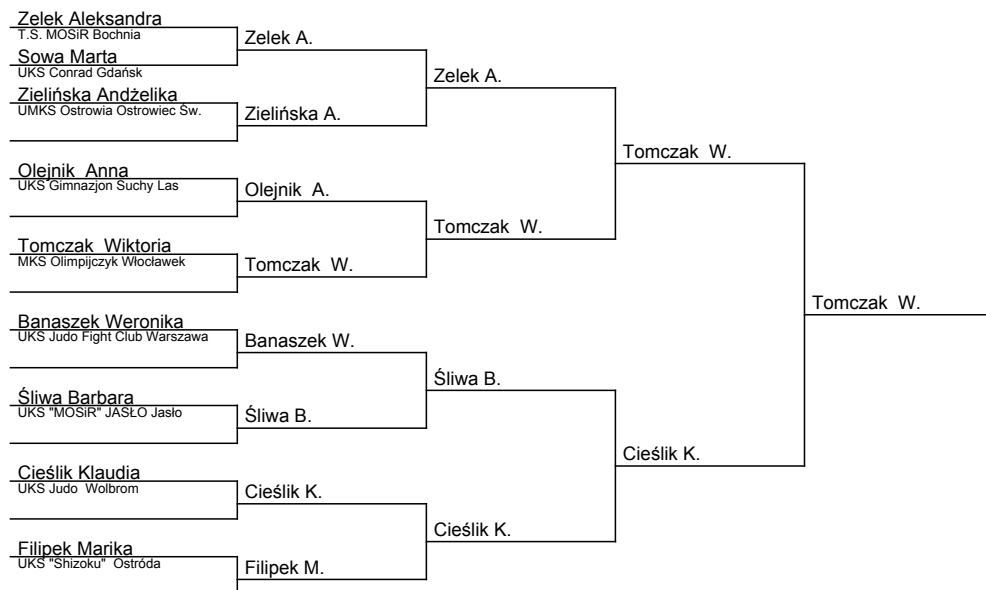 Zelek Aleksandra
T.S. MOSiR Bochnia
Zelek A.
Sowa Marta
UKS Conrad Gdańsk
Zelek A.
Zielińska Andżelika
UMKS Ostrowia Ostrowiec Św.
Zielińska A.
Tomczak W.
Olejnik Anna
UKS Gimnazjon Suchy Las
Olejnik A.
Tomczak W.
Tomczak Wiktoria
MKS Olimpijczyk Włocławek
Tomczak W.
Tomczak W.
Banaszek Weronika
UKS Judo Fight Club Warszawa
Banaszek W.
Śliwa B.
Śliwa Barbara
UKS "MOSiR" JASŁO Jasło
Śliwa B.
Cieślik K.
Cieślik Klaudia
UKS Judo Wolbrom
Cieślik K.
Cieślik K.
Filipek Marika
UKS "Shizoku" Ostróda
Filipek M.